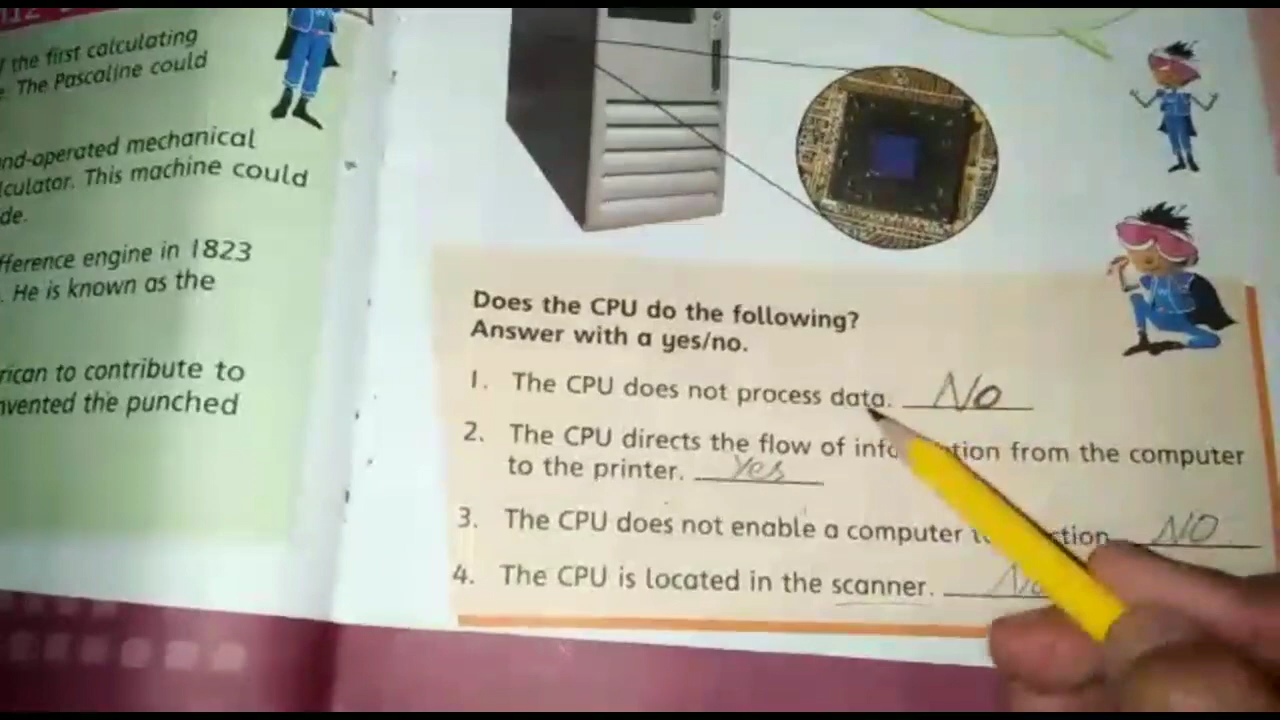 the first calculating
The Pascaline could
nd-operated mechanical
lculator. This machine could
de.
fference engine in 1823
. He is known as the
rican to contribute to
nvented the punched
Does the CPU do the following?
Answer with a yes/no.
1. The CPU does not process data. No
2. The CPU directs the flow of info tion from the computer
to the printer. Yes
3. The CPU does not enable a computer t ction NO
4. The CPU is located in the scanner. No